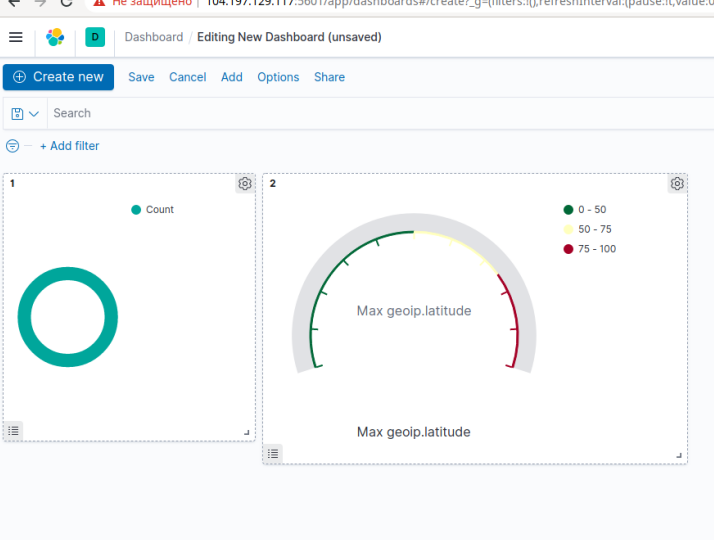 Не защищено | 104.197.129.117:5601/app/dashboards#/create?_g=(filters:!(),refreshInterval:(pause:!t,value:0
D Dashboard / Editing New Dashboard (unsaved)
Create new Save Cancel Add Options Share
Search
+ Add filter
1
Count
2
0 - 50
50 - 75
75 - 100
Max geoip.latitude
Max geoip.latitude